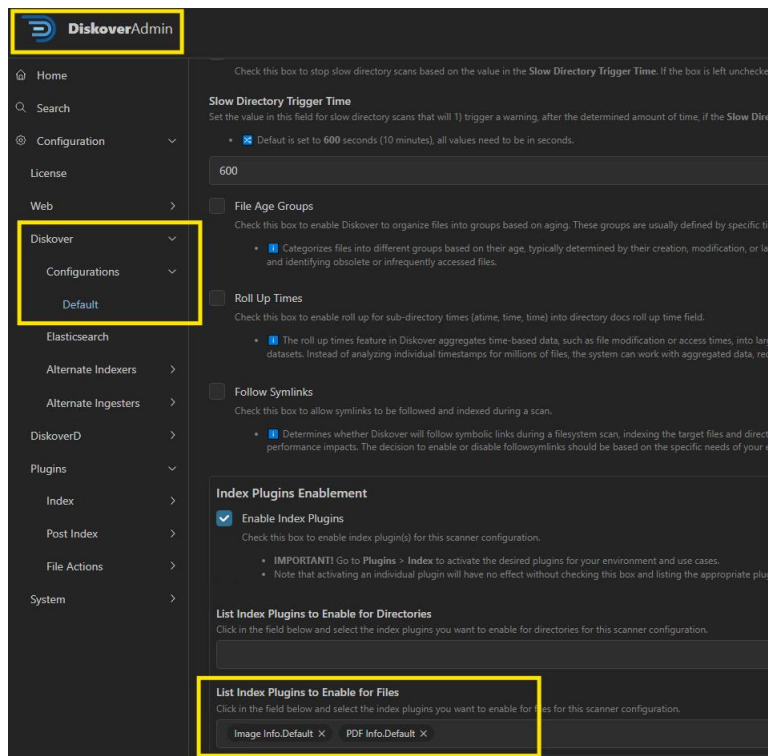 DiskoverAdmin
Home
Search
Configuration
License
Web
Diskover
Configurations
Default
Elasticsearch
Alternate Indexers
Alternate Ingesters
DiskoverD
Plugins
Index
Post Index
File Actions
System
Check this box to stop slow directory scans based on the value in the Slow Directory Trigger Time. If the box is left unchecke
Slow Directory Trigger Time
Set the value in this field for slow directory scans that will 1) trigger a warning, after the determined amount of time, if the Slow Dire
Defaut is set to 600 seconds (10 minutes), all values need to be in seconds.
600
File Age Groups
Check this box to enable Diskover to organize files into groups based on aging. These groups are usually defined by specific ti
Categorizes files into different groups based on their age, typically determined by their creation, modification, or la
and identifying obsolete or infrequently accessed files.
Roll Up Times
Check this box to enable roll up for sub-directory times (atime, time, time) into directory docs roll up time field.
The roll up times feature in Diskover aggregates time-based data, such as file modification or access times, into larg
datasets. Instead of analyzing individual timestamps for millions of files, the system can work with aggregated data, rec
Follow Symlinks
Check this box to allow symlinks to be followed and indexed during a scan.
Determines whether Diskover will follow symbolic links during a filesystem scan, indexing the target files and direct
performance impacts. The decision to enable or disable followsymlinks should be based on the specific needs of your e
Index Plugins Enablement
Enable Index Plugins
Check this box to enable index plugin(s) for this scanner configuration.
IMPORTANT! Go to Plugins > Index to activate the desired plugins for your environment and use cases.
Note that activating an individual plugin will have no effect without checking this box and listing the appropriate plug
List Index Plugins to Enable for Directories
Click in the field below and select the index plugins you want to enable for directories for this scanner configuration.
List Index Plugins to Enable for Files
Click in the field below and select the index plugins you want to enable for files for this scanner configuration.
Image Info.Default × PDF Info.Default ×